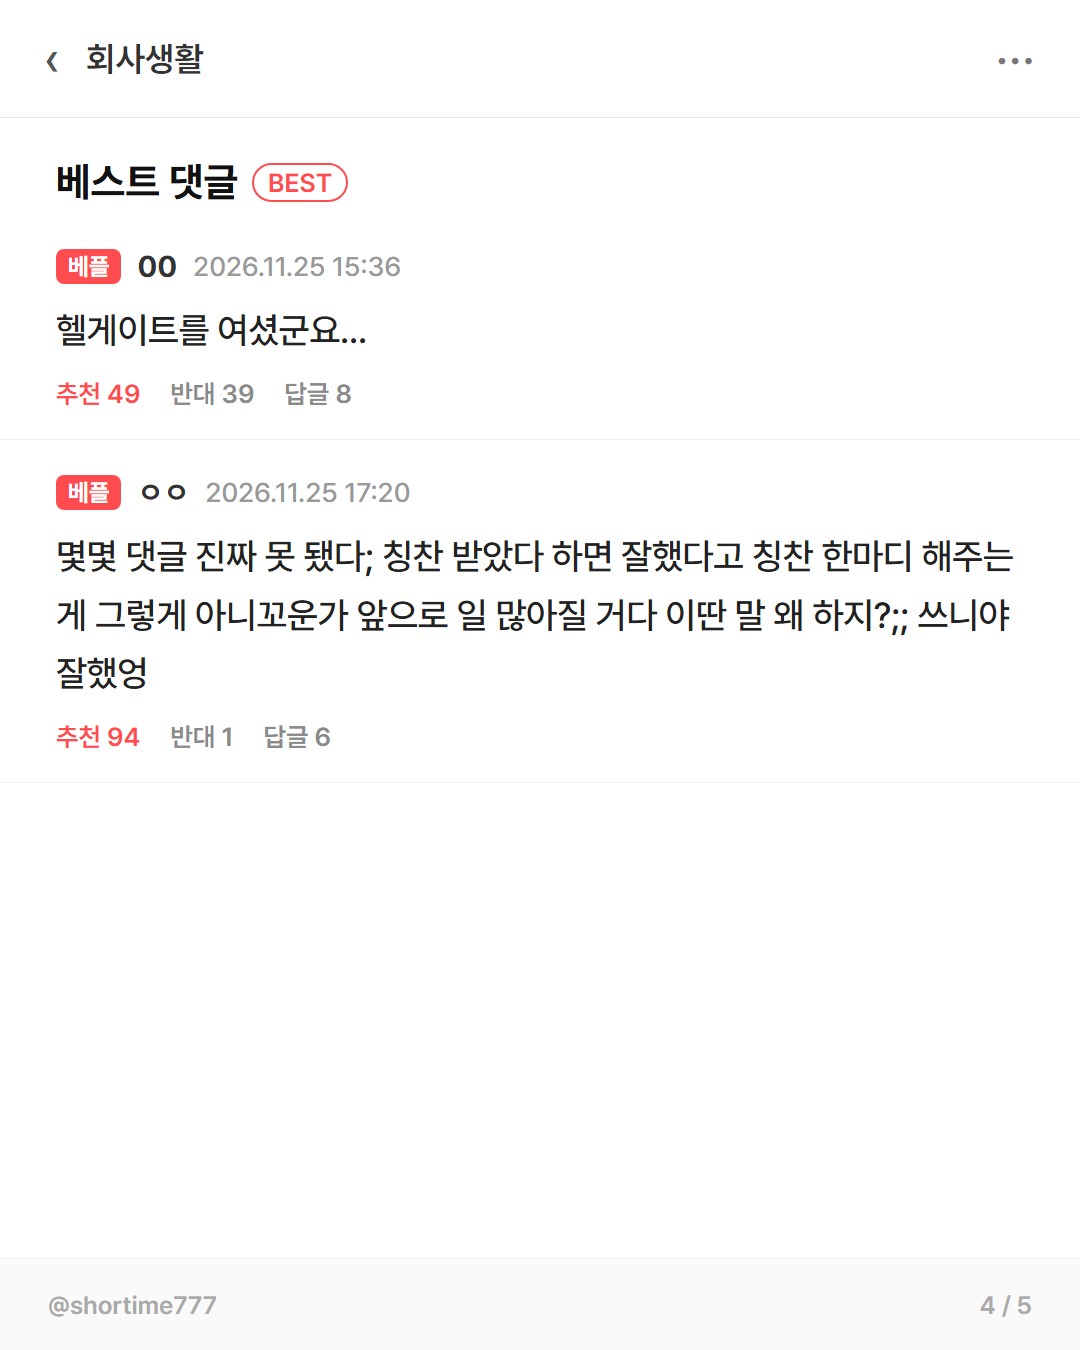 회사생활
베스트 댓글 BEST
베플 00 2026.11.25 15:36
헬게이트를 여셨군요...
추천 49 반대 39 답글 8
베플 ㅇㅇ 2026.11.25 17:20
몇몇 댓글 진짜 못 됐다; 칭찬 받았다 하면 잘했다고 칭찬 한마디 해주는
게 그렇게 아니꼬운가 앞으로 일 많아질 거다 이딴 말 왜 하지?;; 쓰니야
잘했엉
추천 94 반대 1 답글 6
@shortime777
4 / 5